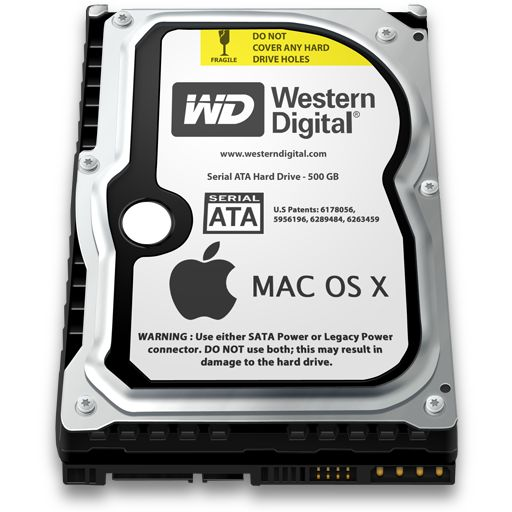 DO NOT
COVER ANY HARD
DRIVE HOLES
FRAGILE
WD
Western
Digital®
www.westerndigital.com
Serial ATA Hard Drive - 500 GB
SERIAL
ATA
U.S Patents: 6178056,
5956196, 6289484, 6263459
MAC OS X
WARNING : Use either SATA Power or Legacy Power
connector. DO NOT use both; this may result in
damage to the hard drive.